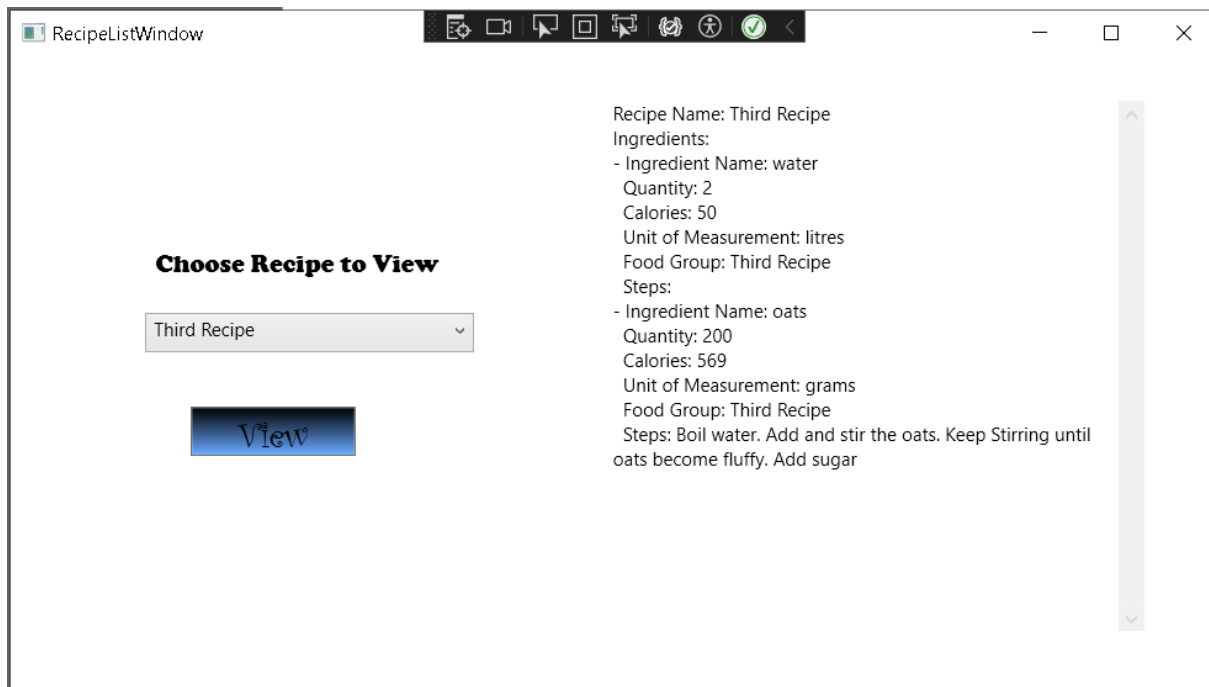 RecipeListWindow
Choose Recipe to View
Third Recipe
View
Recipe Name: Third Recipe
Ingredients:
- Ingredient Name: water
Quantity: 2
Calories: 50
Unit of Measurement: litres
Food Group: Third Recipe
Steps:
- Ingredient Name: oats
Quantity: 200
Calories: 569
Unit of Measurement: grams
Food Group: Third Recipe
Steps: Boil water. Add and stir the oats. Keep Stirring until
oats become fluffy. Add sugar